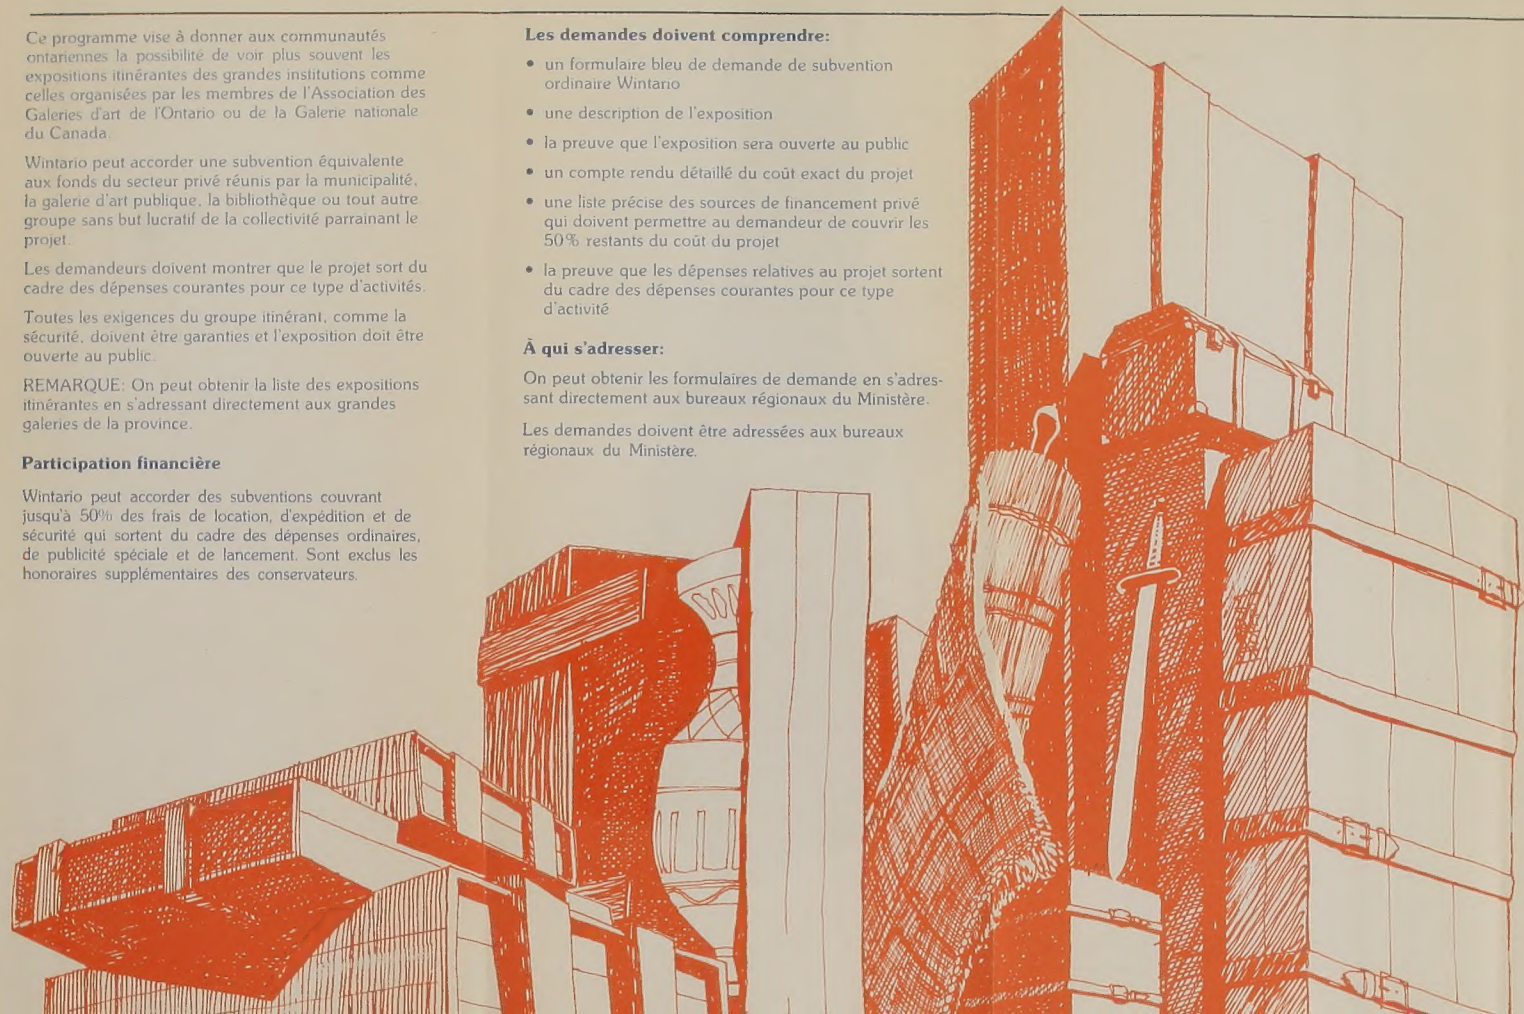 Ce programme vise à donner aux communautés
ontariennes la possibilité de voir plus souvent les
expositions itinérantes des grandes institutions comme
celles organisées par les membres de l'Association des
Galeries d'art de l'Ontario ou de la Galerie nationale
du Canada.
Wintario peut accorder une subvention équivalente
aux fonds du secteur privé réunis par la municipalité,
la galerie d'art publique, la bibliothêque ou tout autre
groupe sans but lucratif de la collectivité parrainant le
projet.
Les demandeurs doivent montrer que le projet sort du
cadre des dépenses courantes pour ce type d'activités.
Toutes les exigences du groupe itinérant, comme la
sécurité, doivent être garanties et l'exposition doit être
ouverte au public.
REMARQUE: On peut obtenir la liste des expositions
itinérantes en s'adressant directement aux grandes
galeries de la province.
Participation financière
Wintario peut accorder des subventions couvrant
jusqu'à 50% des frais de location, d'expédition et de
sécurité qui sortent du cadre des dépenses ordinaires,
de publicité spéciale et de lancement. Sont exclus les
honoraires supplémentaires des conservateurs.
Les demandes doivent comprendre:
• un formulaire bleu de demande de subvention
ordinaire Wintario
• une description de l'exposition
• la preuve que l'exposition sera ouverte au public
• un compte rendu détaillé du coût exact du projet
• une liste précise des sources de financement privé
qui doivent permettre au demandeur de couvrir les
50% restants du coût du projet
• la preuve que les dépenses relatives au projet sortent
du cadre des dépenses courantes pour ce type
d'activité
À qui s'adresser:
On peut obtenir les formulaires de demande en s'adres-
sant directement aux bureaux régionaux du Ministère.
Les demandes doivent être adressées aux bureaux
régionaux du Ministère.